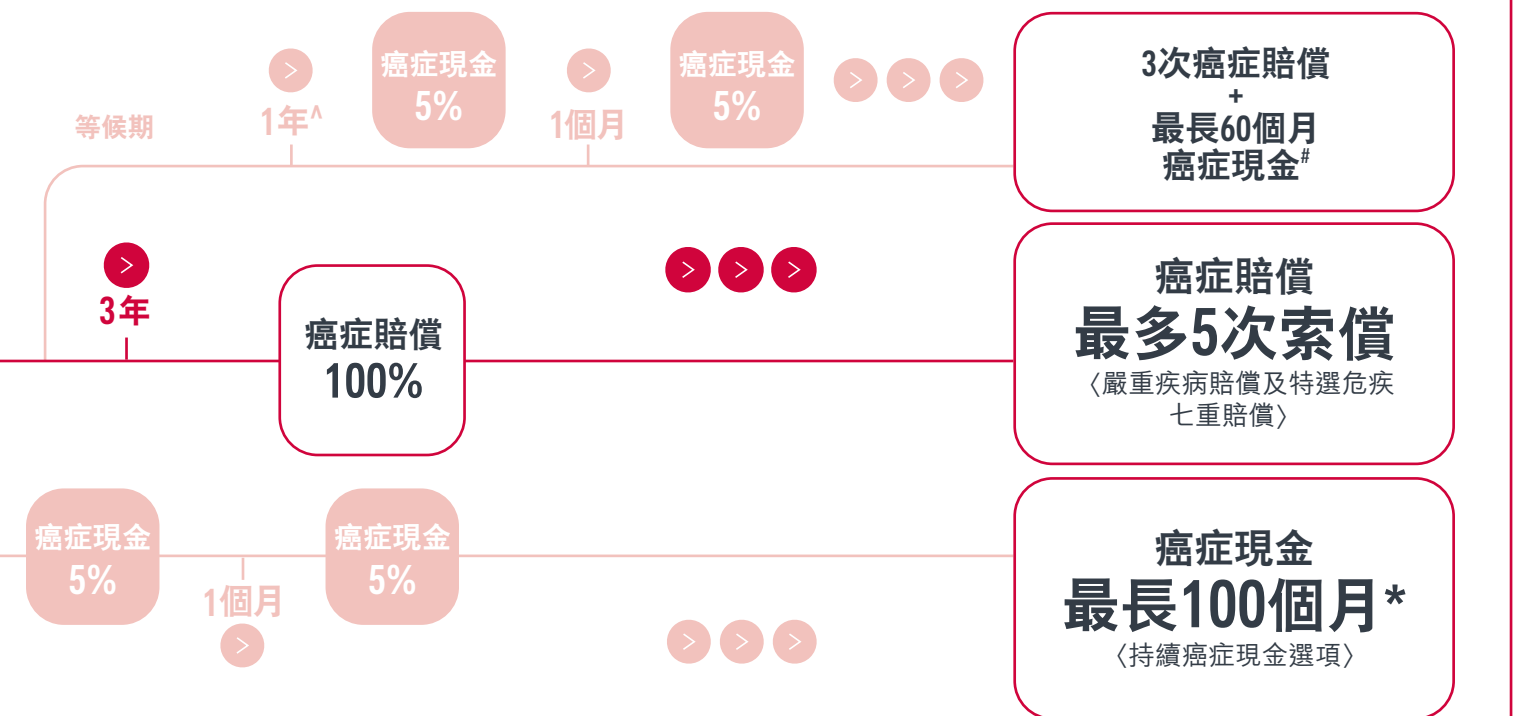 等候期
1年^
癌症現金
5%
1個月
癌症現金
5%
3次癌症賠償
+
最長60個月
癌症現金#
3年
癌症賠償
100%
癌症賠償
最多5次索償
〈嚴重疾病賠償及特選危疾
七重賠償〉
癌症現金
5%
1個月
癌症現金
5%
癌症現金
最長100個月*
〈持續癌症現金選項〉